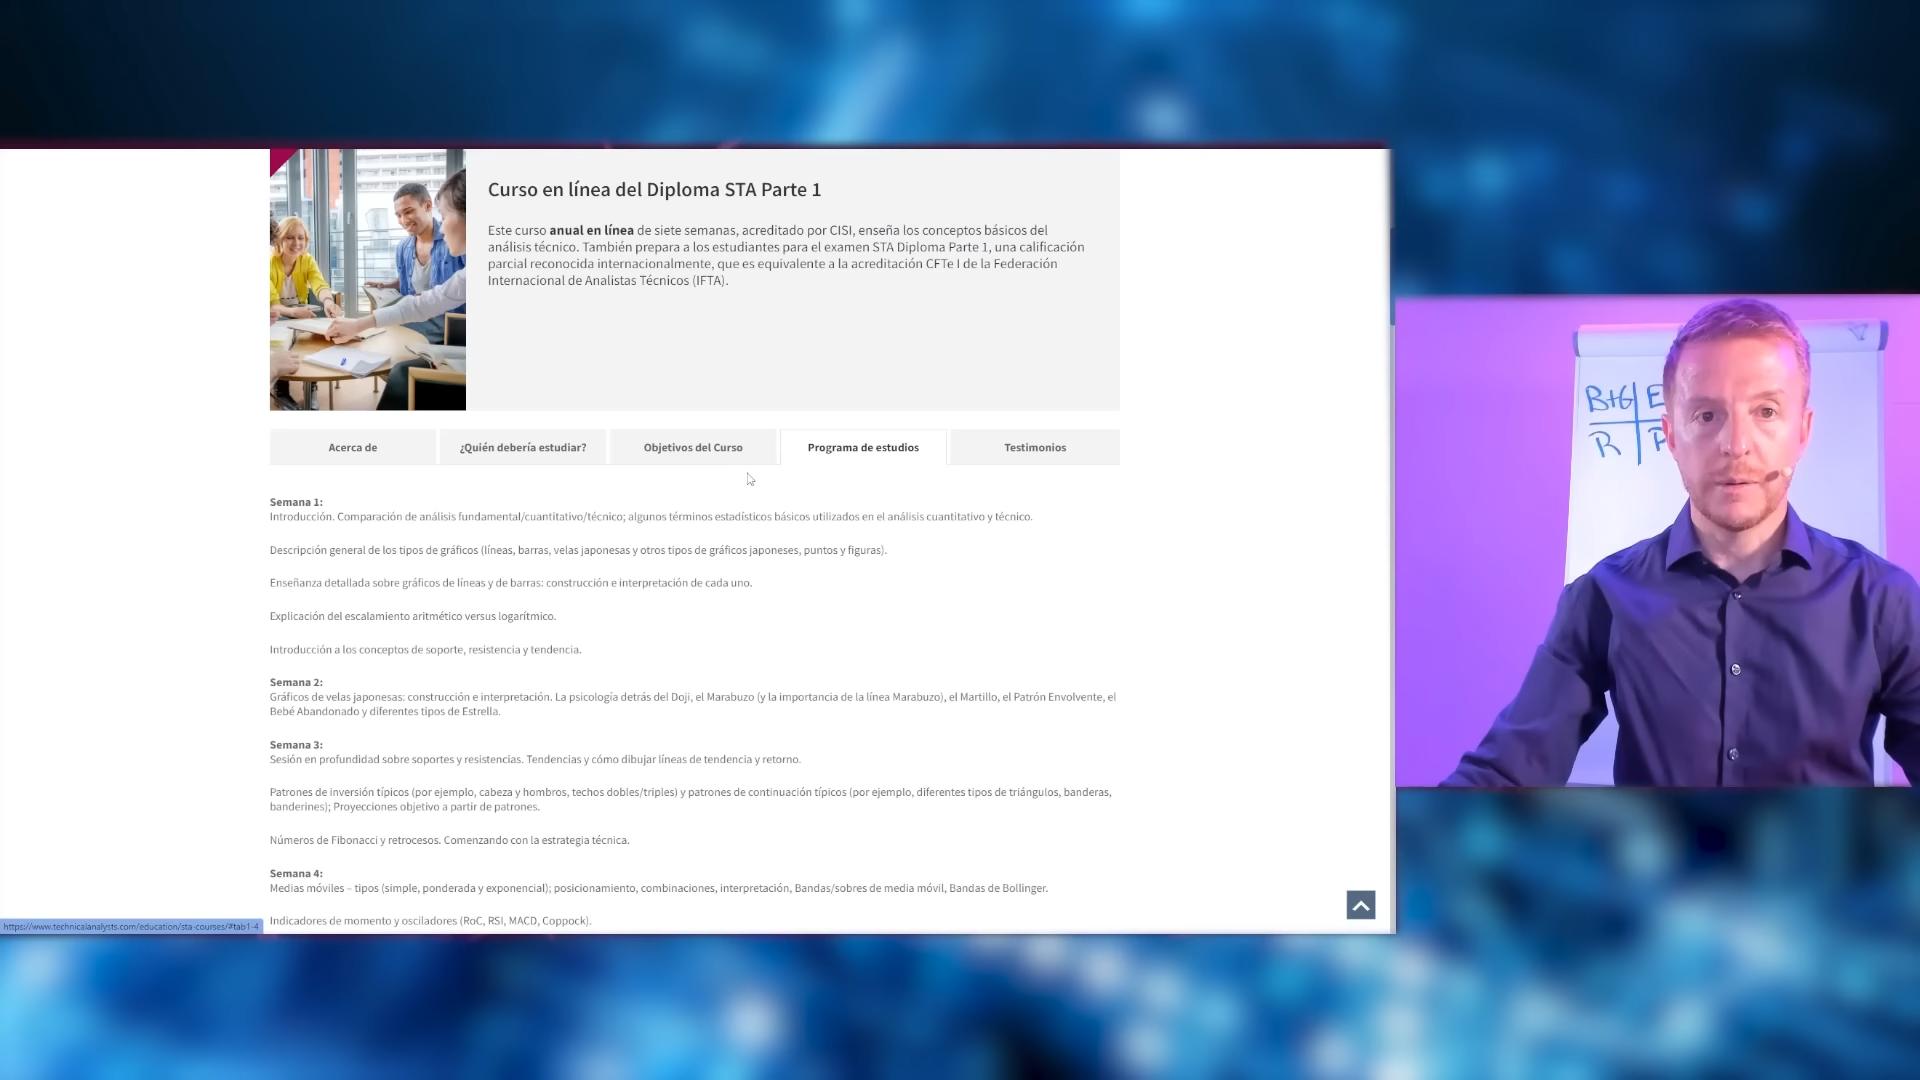 Curso en línea del Diploma STA Parte 1
Este curso anual en línea de siete semanas, acreditado por CISI, enseña los conceptos básicos del
análisis técnico. También prepara a los estudiantes para el examen STA Diploma Parte 1, una calificación
parcial reconocida internacionalmente, que es equivalente a la acreditación CFTe I de la Federación
Internacional de Analistas Técnicos (IFTA).
Acerca de
¿Quién debería estudiar?
Objetivos del Curso
Programa de estudios
Testimonios
Semana 1:
Introducción. Comparación de análisis fundamental/cuantitativo/técnico; algunos términos estadísticos básicos utilizados en el análisis cuantitativo y técnico.
Descripción general de los tipos de gráficos (líneas, barras, velas japonesas y otros tipos de gráficos japoneses, puntos y figuras).
Enseñanza detallada sobre gráficos de líneas y de barras: construcción e interpretación de cada uno.
Explicación del escalamiento aritmético versus logarítmico.
Introducción a los conceptos de soporte, resistencia y tendencia.
Semana 2:
Gráficos de velas japonesas: construcción e interpretación. La psicología detrás del Doji, el Marabuzo (y la importancia de la línea Marabuzo), el Martillo, el Patrón Envolvente, el
Bebé Abandonado y diferentes tipos de Estrella.
Semana 3:
Sesión en profundidad sobre soportes y resistencias. Tendencias y cómo dibujar líneas de tendencia y retorno.
Patrones de inversión típicos (por ejemplo, cabeza y hombros, techos dobles/triples) y patrones de continuación típicos (por ejemplo, diferentes tipos de triángulos, banderas,
banderines); Proyecciones objetivo a partir de patrones.
Números de Fibonacci y retrocesos. Comenzando con la estrategia técnica.
Semana 4:
Medias móviles – tipos (simple, ponderada y exponencial); posicionamiento, combinaciones, interpretación, Bandas/sobres de media móvil, Bandas de Bollinger.
Indicadores de momento y osciladores (RoC, RSI, MACD, Coppock).
https://www.technicalanalysts.com/education/sta-courses/#tab1-4
B+G E
R